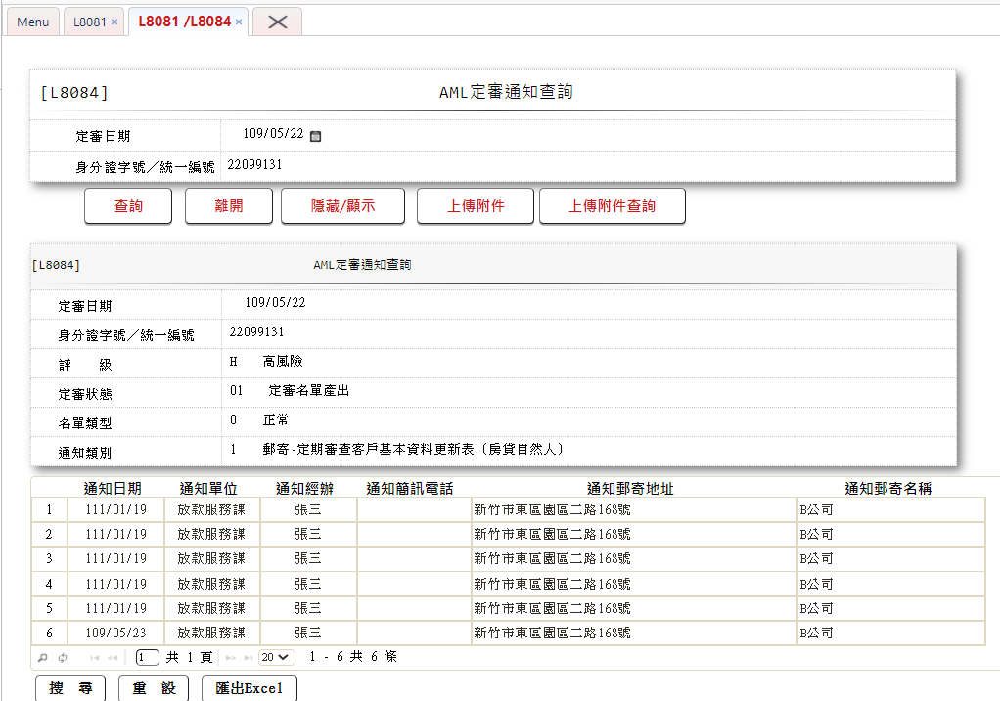 Menu L8081 × L8081 /L8084 ×
[L8084] AML定審通知查詢
定審日期 109/05/22
身分證字號／統一編號 22099131
查詢 離開 隱藏/顯示 上傳附件 上傳附件查詢
[L8084] AML定審通知查詢
定審日期 109/05/22
身分證字號／統一編號 22099131
評 級 H 高風險
定審狀態 01 定審名單產出
名單類型 0 正常
通知類別 1 郵寄-定期審查客戶基本資料更新表〔房貸自然人〕
通知日期 通知單位 通知經辦 通知簡訊電話 通知郵寄地址 通知郵寄名稱
1 111/01/19 放款服務課 張三 新竹市東區園區二路168號 B公司
2 111/01/19 放款服務課 張三 新竹市東區園區二路168號 B公司
3 111/01/19 放款服務課 張三 新竹市東區園區二路168號 B公司
4 111/01/19 放款服務課 張三 新竹市東區園區二路168號 B公司
5 111/01/19 放款服務課 張三 新竹市東區園區二路168號 B公司
6 109/05/23 放款服務課 張三 新竹市東區園區二路168號 B公司
1 共 1 頁 20 1 - 6 共 6 條
搜 尋 重 設 匯出Excel